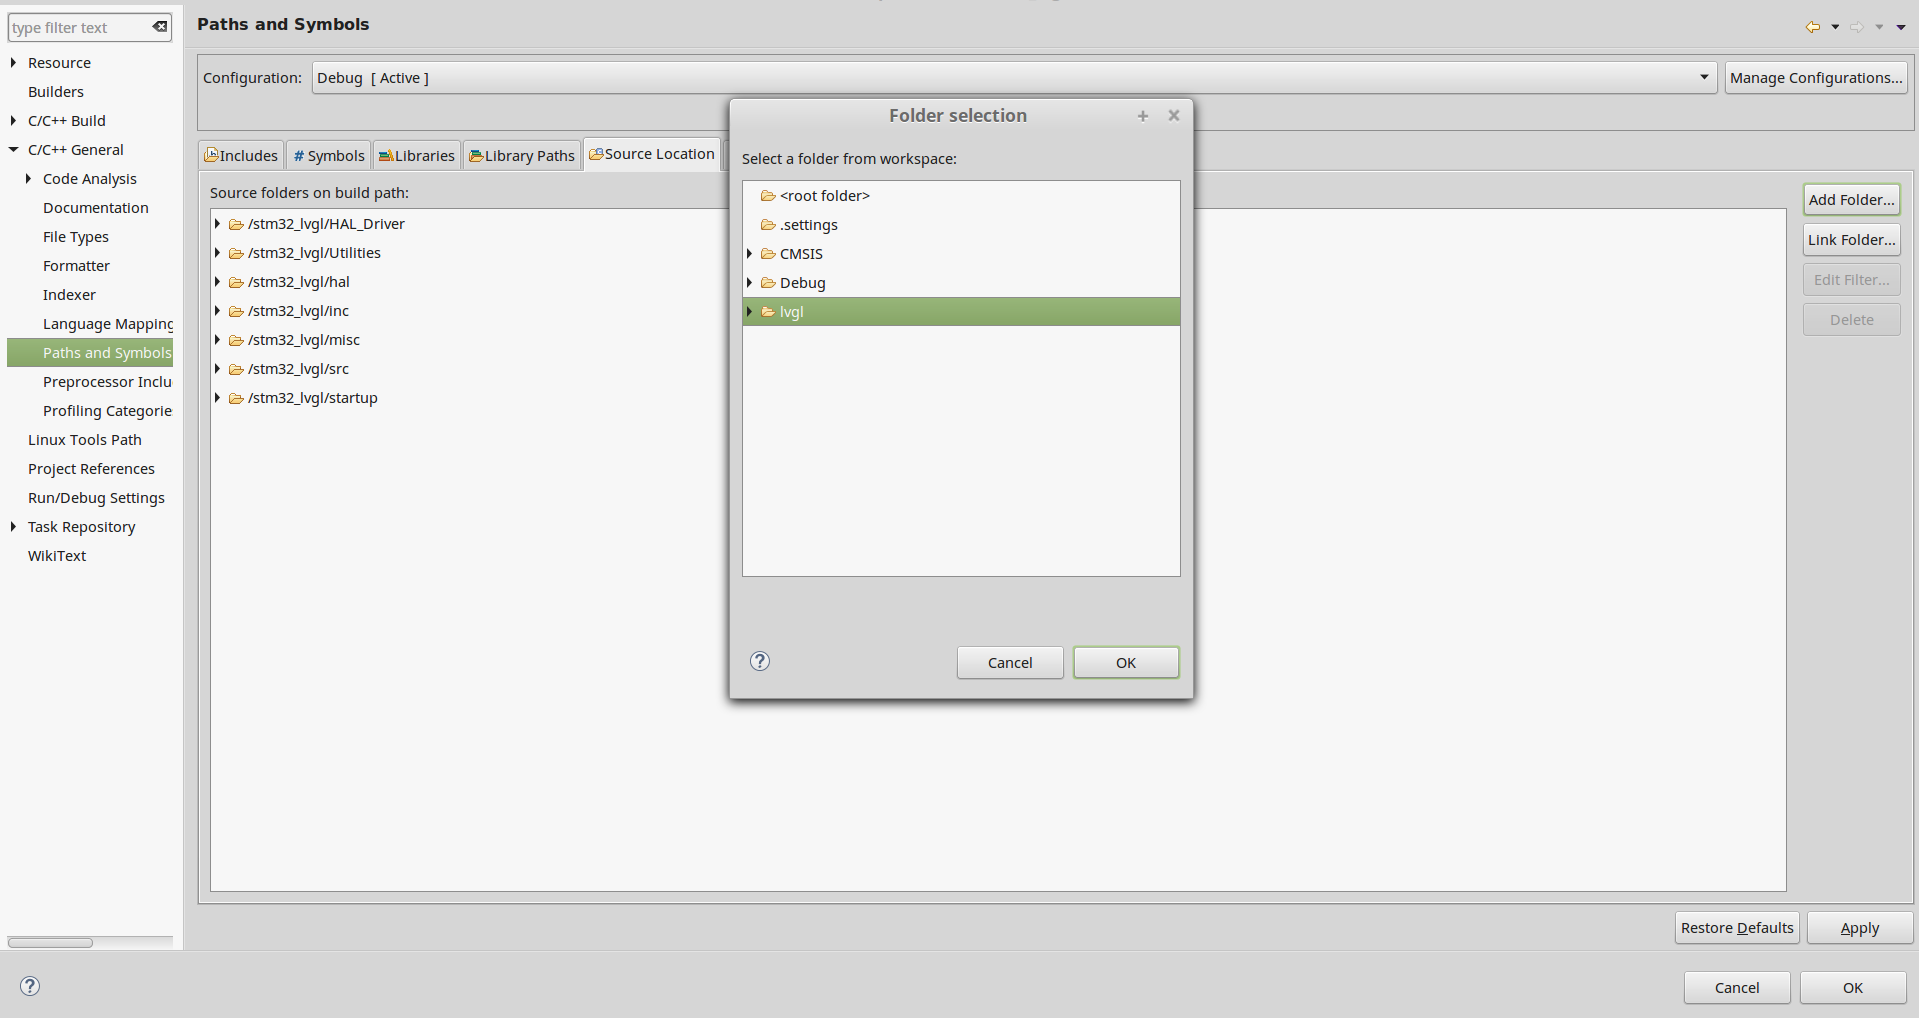 type filter text
Resource
Builders
C/C++ Build
C/C++ General
Code Analysis
Documentation
File Types
Formatter
Indexer
Language Mapping
Paths and Symbols
Preprocessor Inclu
Profiling Categorie
Linux Tools Path
Project References
Run/Debug Settings
Task Repository
WikiText
Paths and Symbols
Configuration:
Debug [ Active ]
Manage Configurations...
Includes
# Symbols
Libraries
Library Paths
Source Location
Source folders on build path:
/stm32_lvgl/HAL_Driver
/stm32_lvgl/Utilities
/stm32_lvgl/hal
/stm32_lvgl/inc
/stm32_lvgl/misc
/stm32_lvgl/src
/stm32_lvgl/startup
Folder selection
Select a folder from workspace:
<root folder>
.settings
CMSIS
Debug
lvgl
Cancel
OK
Add Folder...
Link Folder...
Edit Filter...
Delete
Restore Defaults
Apply
Cancel
OK